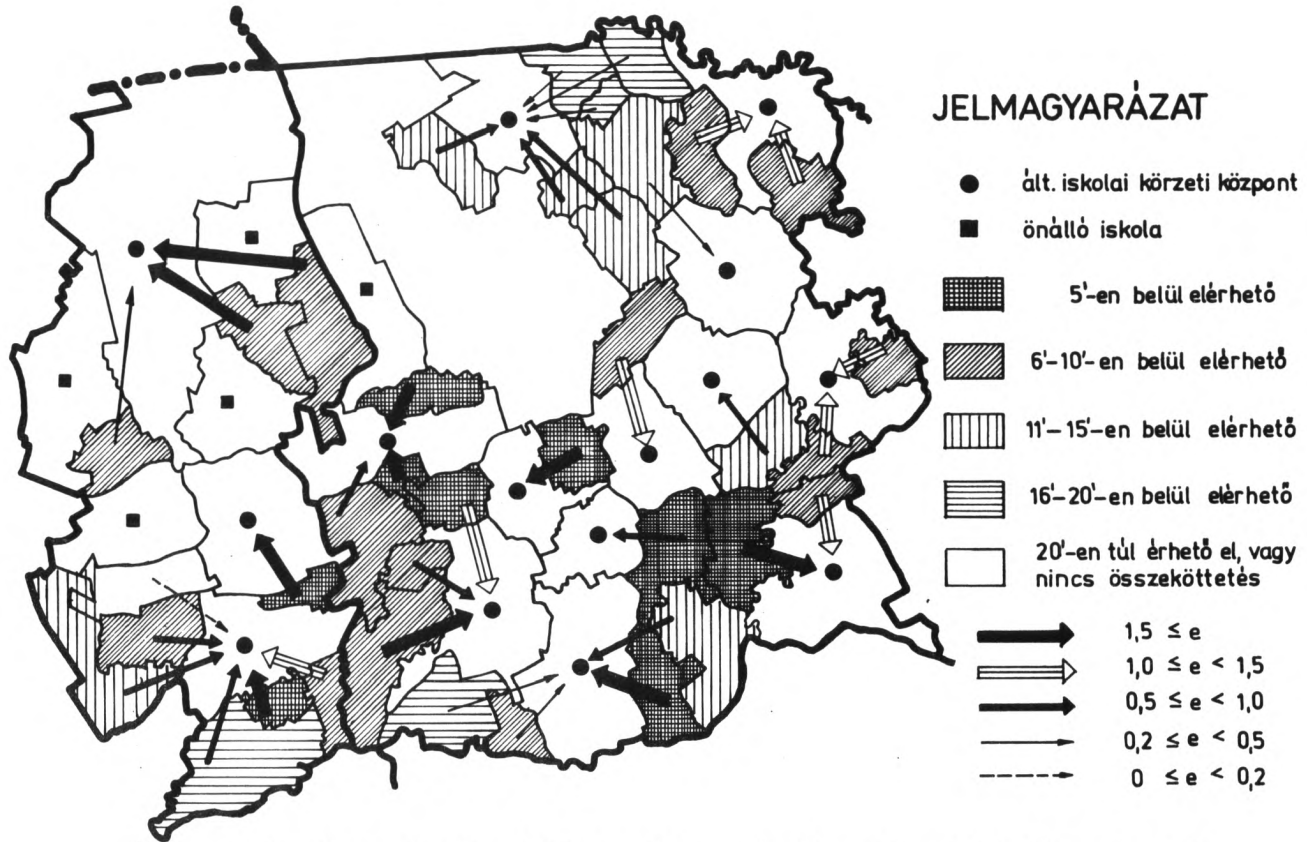 JELMAGYARÁZAT
ált. iskolai körzeti központ
önálló iskola
5'-en belül elérhető
6'-10'-en belül elérhető
11'-15'-en belül elérhető
16'-20'-en belül elérhető
20'-en túl érhető el, vagy
nincs összeköttetés
1,5 ≤ e
1,0 ≤ e < 1,5
0,5 ≤ e < 1,0
0,2 ≤ e < 0,5
0 ≤ e < 0,2